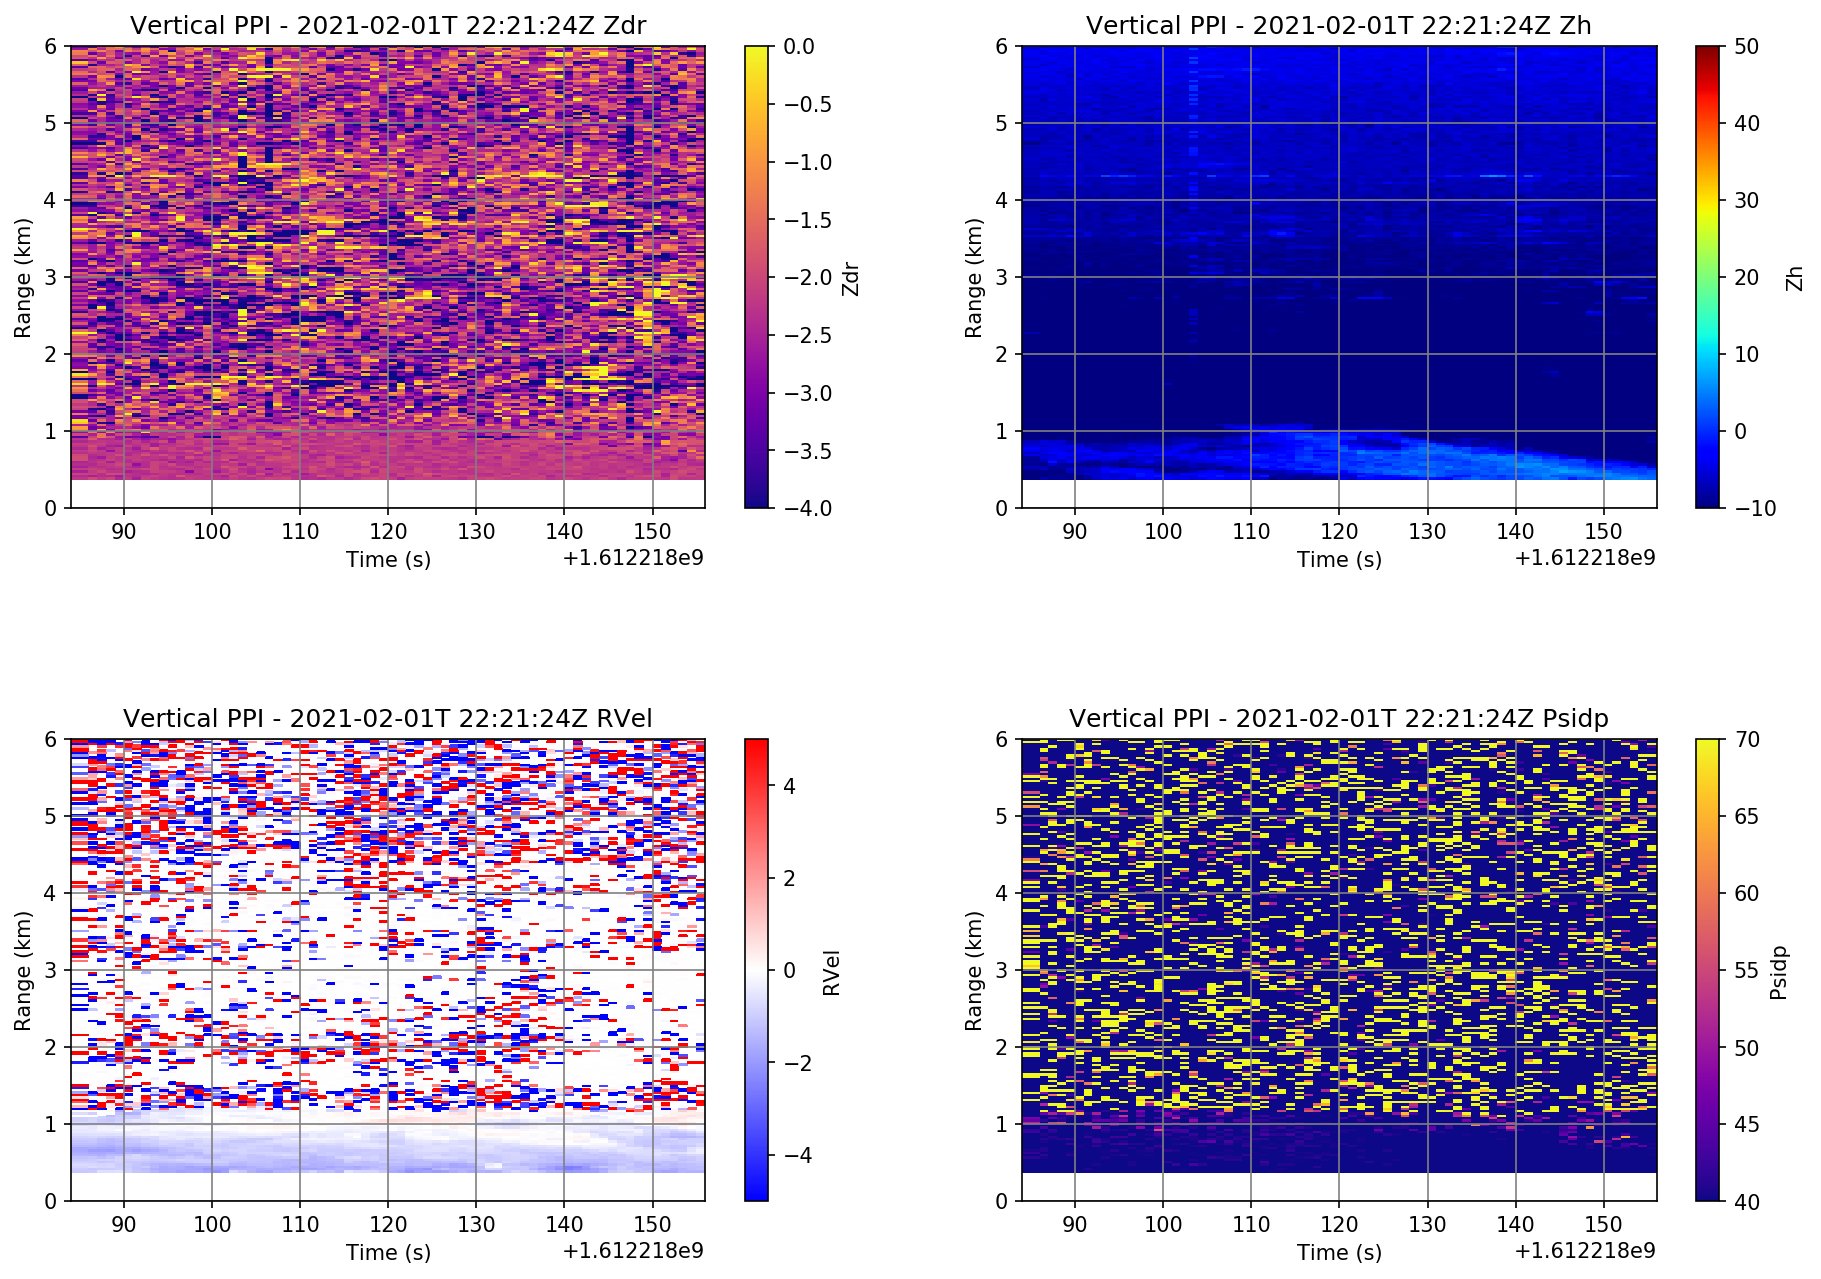 Vertical PPI - 2021-02-01T 22:21:24Z Zdr
6
5
4
3
2
1
0
Range (km)
90 100 110 120 130 140 150
Time (s)
+1.612218e9
0.0
−0.5
−1.0
−1.5
−2.0
−2.5
−3.0
−3.5
−4.0
Zdr
Vertical PPI - 2021-02-01T 22:21:24Z Zh
6
5
4
3
2
1
0
Range (km)
90 100 110 120 130 140 150
Time (s)
+1.612218e9
50
40
30
20
10
0
−10
Zh
Vertical PPI - 2021-02-01T 22:21:24Z RVel
6
5
4
3
2
1
0
Range (km)
90 100 110 120 130 140 150
Time (s)
+1.612218e9
4
2
0
−2
−4
RVel
Vertical PPI - 2021-02-01T 22:21:24Z Psidp
6
5
4
3
2
1
0
Range (km)
90 100 110 120 130 140 150
Time (s)
+1.612218e9
70
65
60
55
50
45
40
Psidp